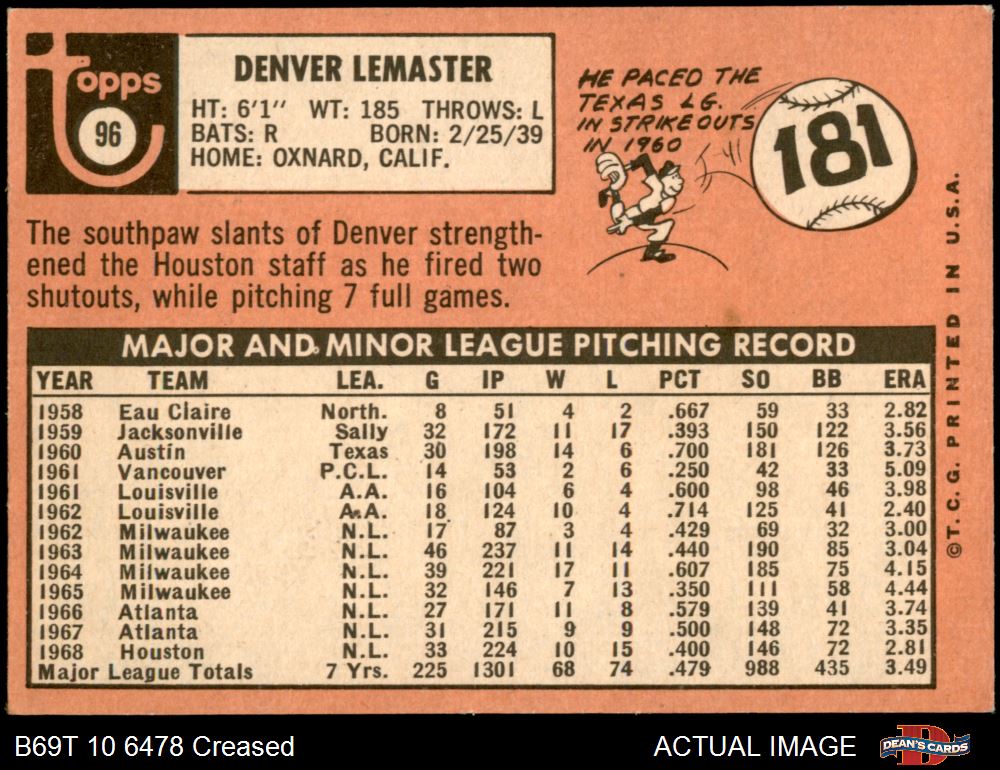 Topps
96
DENVER LEMASTER
HT: 6'1" WT: 185 THROWS: L
BATS: R BORN: 2/25/39
HOME: OXNARD, CALIF.
HE PACED THE
TEXAS LG.
IN STRIKEOUTS
IN 1960
181
The southpaw slants of Denver strength-
ened the Houston staff as he fired two
shutouts, while pitching 7 full games.
MAJOR AND MINOR LEAGUE PITCHING RECORD
YEAR TEAM LEA. G IP W L PCT SO BB ERA
1958 Eau Claire North. 8 51 4 2 .667 59 33 2.82
1959 Jacksonville Sally 32 172 11 17 .393 150 122 3.56
1960 Austin Texas 30 198 14 6 .700 181 126 3.73
1961 Vancouver P.C.L. 14 53 2 6 .250 42 33 5.09
1961 Louisville A.A. 16 104 6 4 .600 98 46 3.98
1962 Louisville A.A. 18 124 10 4 .714 125 41 2.40
1962 Milwaukee N.L. 17 87 3 4 .429 69 32 3.00
1963 Milwaukee N.L. 46 237 11 14 .440 190 85 3.04
1964 Milwaukee N.L. 39 221 17 11 .607 185 75 4.15
1965 Milwaukee N.L. 32 146 7 13 .350 111 58 4.44
1966 Atlanta N.L. 27 171 11 8 .579 139 41 3.74
1967 Atlanta N.L. 31 215 9 9 .500 148 72 3.35
1968 Houston N.L. 33 224 10 15 .400 146 72 2.81
Major League Totals 7 Yrs. 225 1301 68 74 .479 988 435 3.49
©T.C.G. PRINTED IN U.S.A.
B69T 10 6478 Creased
ACTUAL IMAGE
DEAN'S CARDS